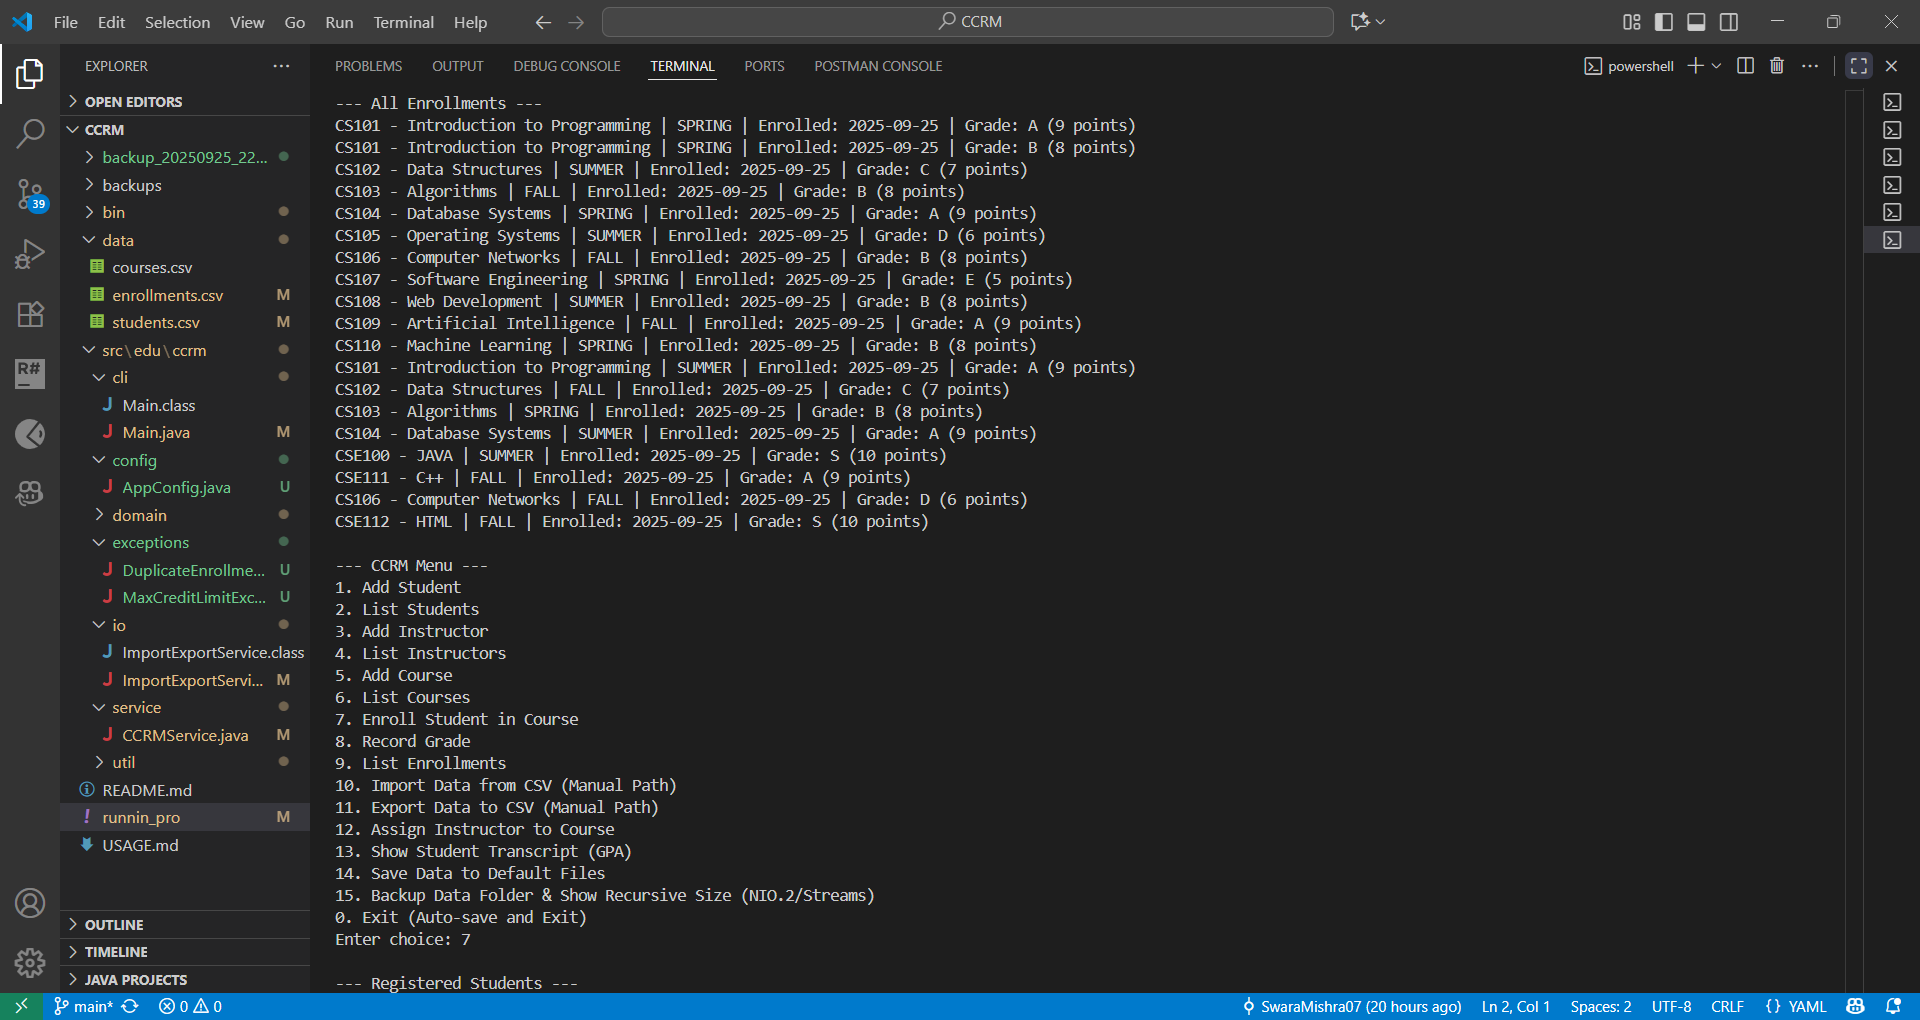 File Edit Selection View Go Run Terminal Help
CCRM
EXPLORER
OPEN EDITORS
CCRM
backup_20250925_22...
backups
bin
data
courses.csv
enrollments.csv M
students.csv M
src\edu\ccrm
cli
Main.class
Main.java M
config
AppConfig.java U
domain
exceptions
DuplicateEnrollme... U
MaxCreditLimitExc... U
io
ImportExportService.class
ImportExportServi... M
service
CCRMService.java M
util
README.md
runnin_pro M
USAGE.md
OUTLINE
TIMELINE
JAVA PROJECTS
39
R#
PROBLEMS OUTPUT DEBUG CONSOLE TERMINAL PORTS POSTMAN CONSOLE
powershell
--- All Enrollments ---
CS101 - Introduction to Programming | SPRING | Enrolled: 2025-09-25 | Grade: A (9 points)
CS101 - Introduction to Programming | SPRING | Enrolled: 2025-09-25 | Grade: B (8 points)
CS102 - Data Structures | SUMMER | Enrolled: 2025-09-25 | Grade: C (7 points)
CS103 - Algorithms | FALL | Enrolled: 2025-09-25 | Grade: B (8 points)
CS104 - Database Systems | SPRING | Enrolled: 2025-09-25 | Grade: A (9 points)
CS105 - Operating Systems | SUMMER | Enrolled: 2025-09-25 | Grade: D (6 points)
CS106 - Computer Networks | FALL | Enrolled: 2025-09-25 | Grade: B (8 points)
CS107 - Software Engineering | SPRING | Enrolled: 2025-09-25 | Grade: E (5 points)
CS108 - Web Development | SUMMER | Enrolled: 2025-09-25 | Grade: B (8 points)
CS109 - Artificial Intelligence | FALL | Enrolled: 2025-09-25 | Grade: A (9 points)
CS110 - Machine Learning | SPRING | Enrolled: 2025-09-25 | Grade: B (8 points)
CS101 - Introduction to Programming | SUMMER | Enrolled: 2025-09-25 | Grade: A (9 points)
CS102 - Data Structures | FALL | Enrolled: 2025-09-25 | Grade: C (7 points)
CS103 - Algorithms | SPRING | Enrolled: 2025-09-25 | Grade: B (8 points)
CS104 - Database Systems | SUMMER | Enrolled: 2025-09-25 | Grade: A (9 points)
CSE100 - JAVA | SUMMER | Enrolled: 2025-09-25 | Grade: S (10 points)
CSE111 - C++ | FALL | Enrolled: 2025-09-25 | Grade: A (9 points)
CS106 - Computer Networks | FALL | Enrolled: 2025-09-25 | Grade: D (6 points)
CSE112 - HTML | FALL | Enrolled: 2025-09-25 | Grade: S (10 points)
--- CCRM Menu ---
1. Add Student
2. List Students
3. Add Instructor
4. List Instructors
5. Add Course
6. List Courses
7. Enroll Student in Course
8. Record Grade
9. List Enrollments
10. Import Data from CSV (Manual Path)
11. Export Data to CSV (Manual Path)
12. Assign Instructor to Course
13. Show Student Transcript (GPA)
14. Save Data to Default Files
15. Backup Data Folder & Show Recursive Size (NIO.2/Streams)
0. Exit (Auto-save and Exit)
Enter choice: 7
--- Registered Students ---
main* 0 0 SwaraMishra07 (20 hours ago) Ln 2, Col 1 Spaces: 2 UTF-8 CRLF {} YAML